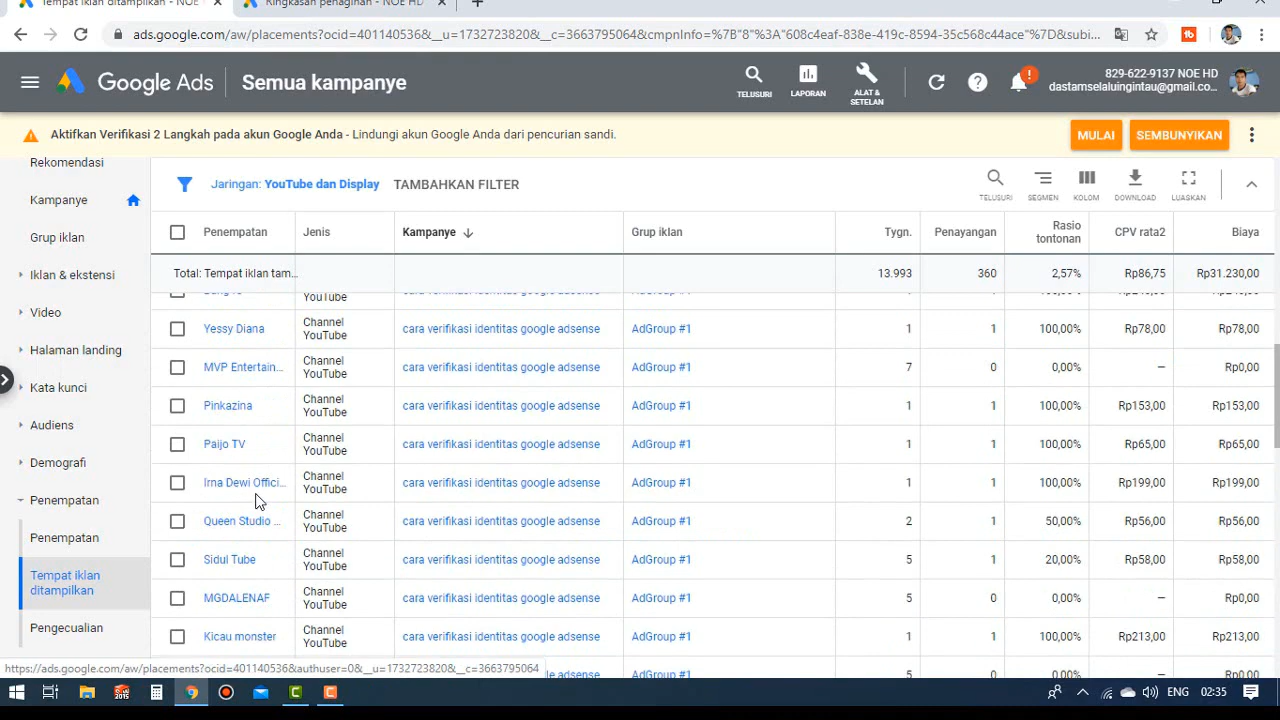 Tempat iklan ditampilkan - NOE
Ringkasan penagihan - NOE HD
ads.google.com/aw/placements?ocid=401140536&__u=1732723820&__c=3663795064&cmpnInfo=%7B"8"%3A"608c4eaf-838e-419c-8594-35c568c44ace"%7D&subi...
Google Ads
Semua kampanye
TELUSURI
LAPORAN
ALAT & SETELAN
829-622-9137 NOE HD
dastamselaluingintau@gmail.co...
Aktifkan Verifikasi 2 Langkah pada akun Google Anda - Lindungi akun Google Anda dari pencurian sandi.
MULAI
SEMBUNYIKAN
Rekomendasi
Kampanye
Grup iklan
Iklan & ekstensi
Video
Halaman landing
Kata kunci
Audiens
Demografi
Penempatan
Penempatan
Tempat iklan
ditampilkan
Pengecualian
Jaringan: YouTube dan Display TAMBAHKAN FILTER
TELUSURI SEGMEN KOLOM DOWNLOAD LUASKAN
Penempatan Jenis Kampanye Grup iklan Tygn. Penayangan Rasio tontonan CPV rata2 Biaya
Total: Tempat iklan tam... 13.993 360 2,57% Rp86,75 Rp31.230,00
YouTube
Yessy Diana Channel YouTube cara verifikasi identitas google adsense AdGroup #1 1 1 100,00% Rp78,00 Rp78,00
MVP Entertain... Channel YouTube cara verifikasi identitas google adsense AdGroup #1 7 0 0,00% — Rp0,00
Pinkazina Channel YouTube cara verifikasi identitas google adsense AdGroup #1 1 1 100,00% Rp153,00 Rp153,00
Paijo TV Channel YouTube cara verifikasi identitas google adsense AdGroup #1 1 1 100,00% Rp65,00 Rp65,00
Irna Dewi Offici... Channel YouTube cara verifikasi identitas google adsense AdGroup #1 1 1 100,00% Rp199,00 Rp199,00
Queen Studio ... Channel YouTube cara verifikasi identitas google adsense AdGroup #1 2 1 50,00% Rp56,00 Rp56,00
Sidul Tube Channel YouTube cara verifikasi identitas google adsense AdGroup #1 5 1 20,00% Rp58,00 Rp58,00
MGDALENAF Channel YouTube cara verifikasi identitas google adsense AdGroup #1 5 0 0,00% — Rp0,00
Kicau monster Channel YouTube cara verifikasi identitas google adsense AdGroup #1 1 1 100,00% Rp213,00 Rp213,00
https://ads.google.com/aw/placements?ocid=401140536&authuser=0&__u=1732723820&__c=3663795064
ENG 02:35